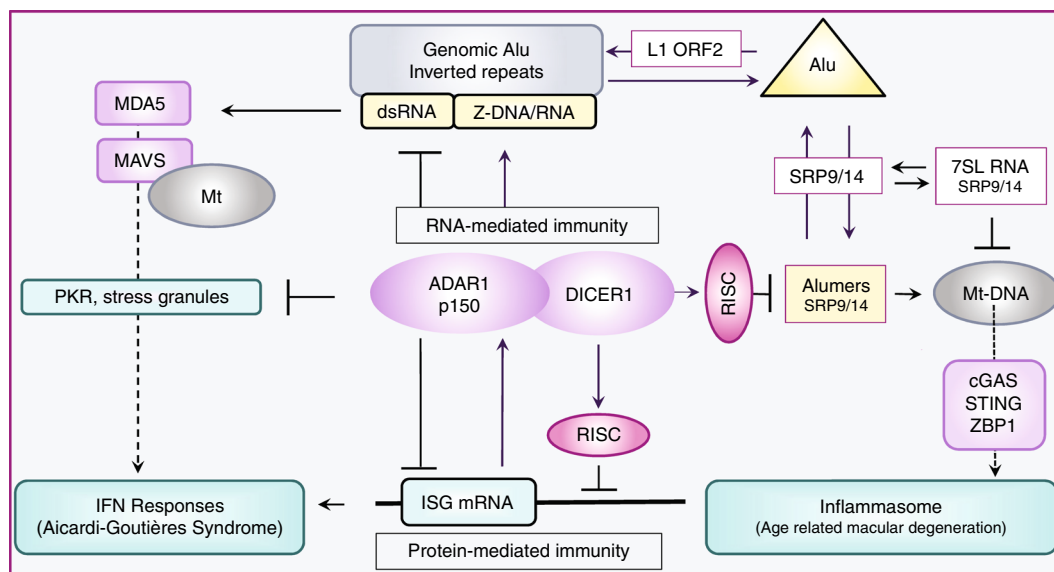 Genomic Alu
Inverted repeats
L1 ORF2
Alu
dsRNA
Z-DNA/RNA
MDA5
MAVS
Mt
SRP9/14
7SL RNA
SRP9/14
RNA-mediated immunity
PKR, stress granules
ADAR1
p150
DICER1
RISC
Alumers
SRP9/14
Mt-DNA
cGAS
STING
ZBP1
RISC
IFN Responses
(Aicardi-Goutières Syndrome)
ISG mRNA
Inflammasome
(Age related macular degeneration)
Protein-mediated immunity